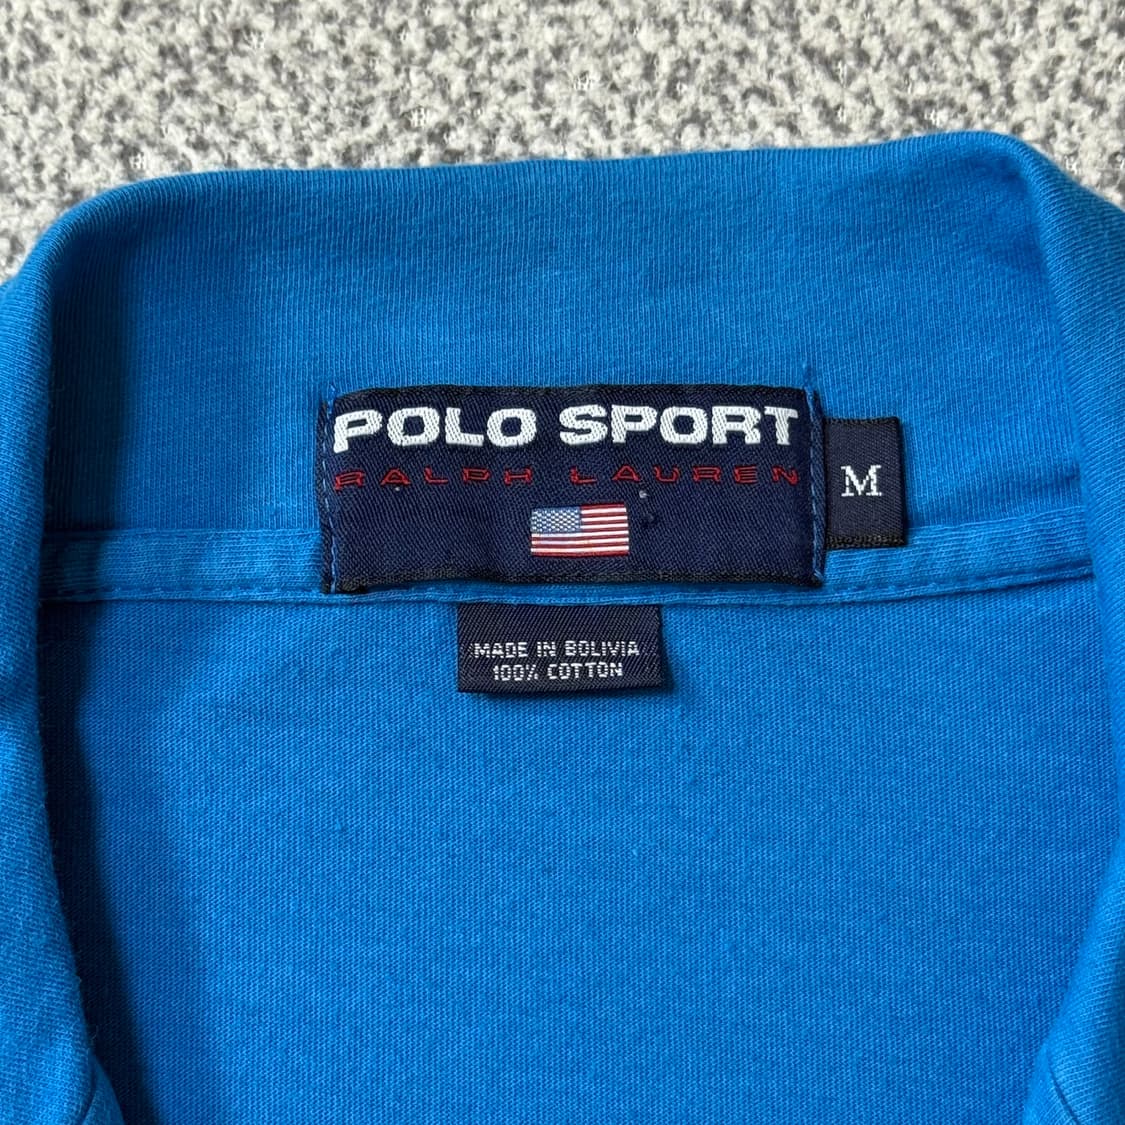 POLO SPORT
RALPH LAUREN
M
MADE IN BOLIVIA
100% COTTON